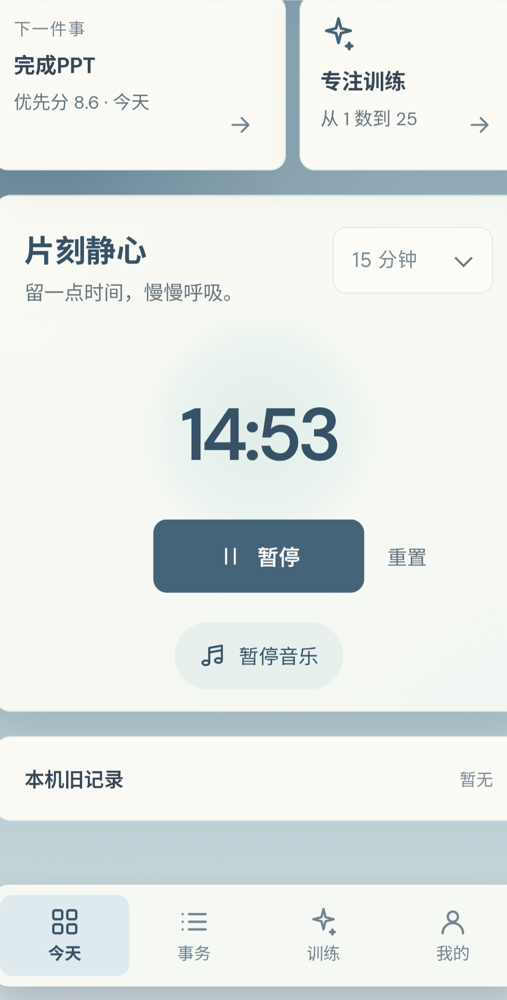 下一件事
完成PPT
优先分 8.6 · 今天
专注训练
从 1 数到 25
片刻静心
留一点时间，慢慢呼吸。
15 分钟
14:53
暂停
重置
暂停音乐
本机旧记录
暂无
今天
事务
训练
我的